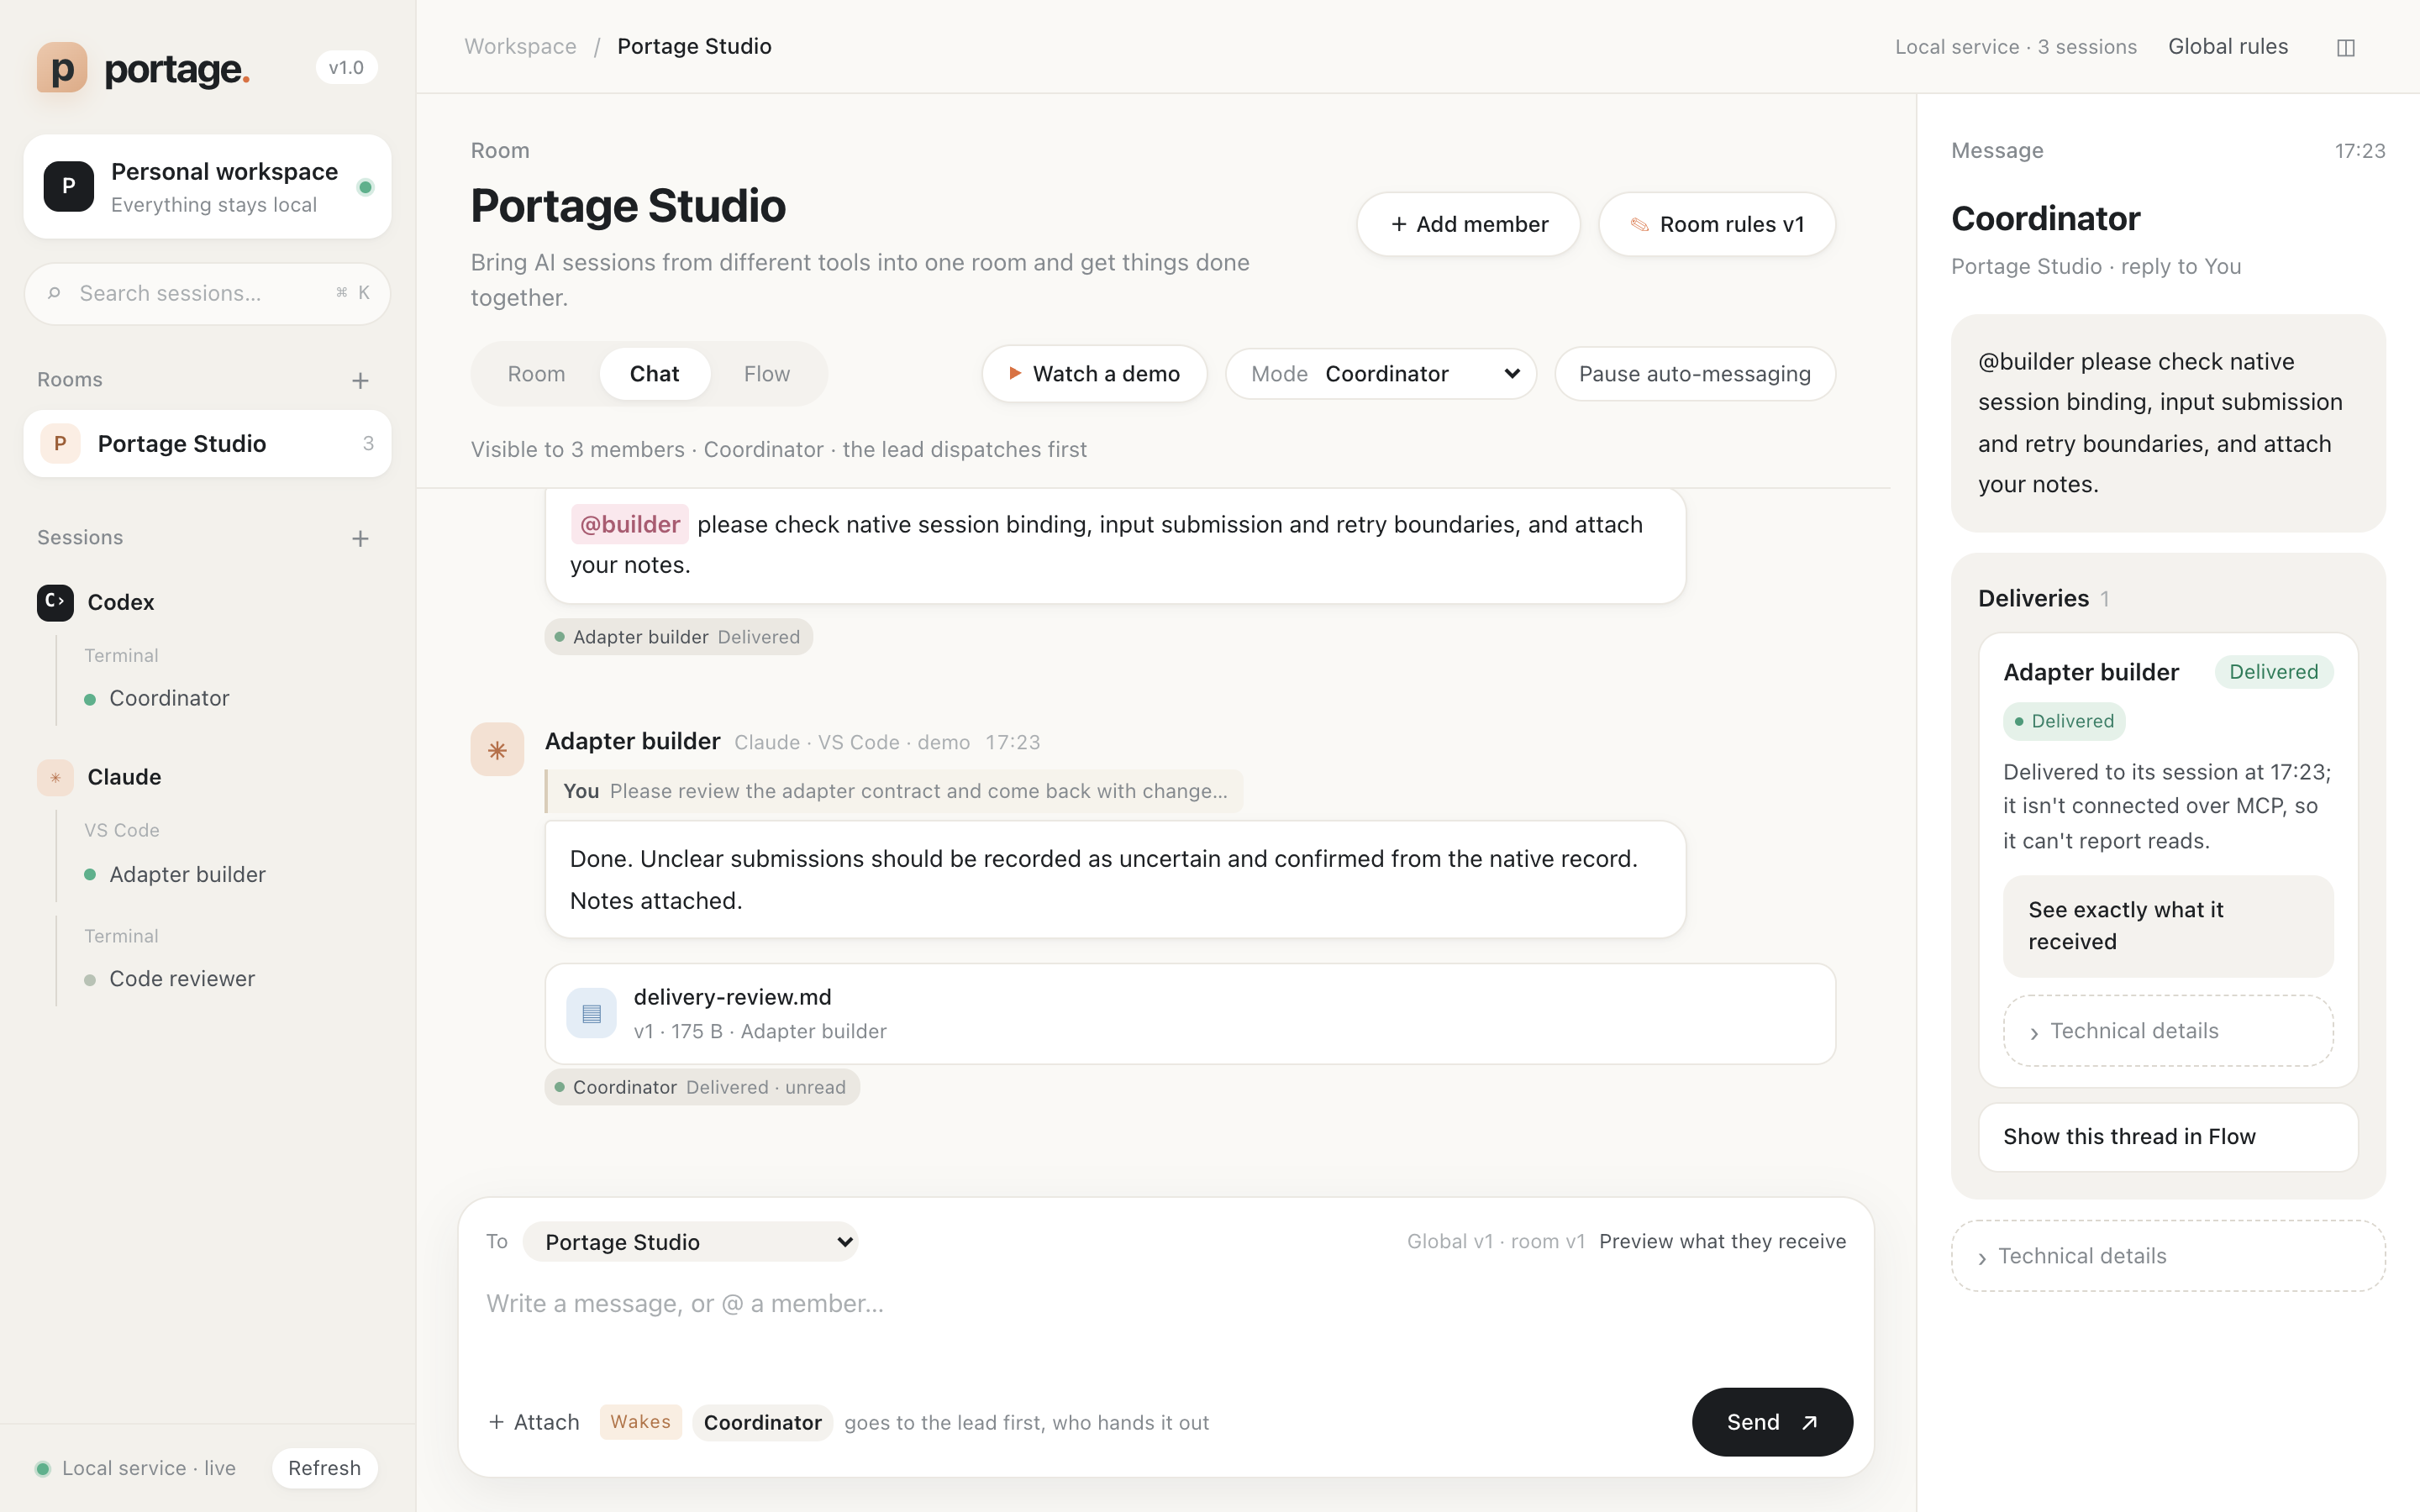 p portage. v1.0
P Personal workspace
Everything stays local
Search sessions... ⌘ K
Rooms +
P Portage Studio 3
Sessions +
C› Codex
Terminal
Coordinator
Claude
VS Code
Adapter builder
Terminal
Code reviewer
Local service · live Refresh
Workspace / Portage Studio
Local service · 3 sessions Global rules
Room
Portage Studio
Bring AI sessions from different tools into one room and get things done
together.
+ Add member
Room rules v1
Room Chat Flow
Watch a demo
Mode Coordinator
Pause auto-messaging
Visible to 3 members · Coordinator · the lead dispatches first
@builder please check native session binding, input submission and retry boundaries, and attach
your notes.
Adapter builder Delivered
Adapter builder Claude · VS Code · demo 17:23
You Please review the adapter contract and come back with change...
Done. Unclear submissions should be recorded as uncertain and confirmed from the native record.
Notes attached.
delivery-review.md
v1 · 175 B · Adapter builder
Coordinator Delivered · unread
To Portage Studio
Global v1 · room v1 Preview what they receive
Write a message, or @ a member...
+ Attach Wakes Coordinator goes to the lead first, who hands it out
Send ↗
Message 17:23
Coordinator
Portage Studio · reply to You
@builder please check native
session binding, input submission
and retry boundaries, and attach
your notes.
Deliveries 1
Adapter builder Delivered
Delivered
Delivered to its session at 17:23;
it isn't connected over MCP, so
it can't report reads.
See exactly what it
received
› Technical details
Show this thread in Flow
› Technical details